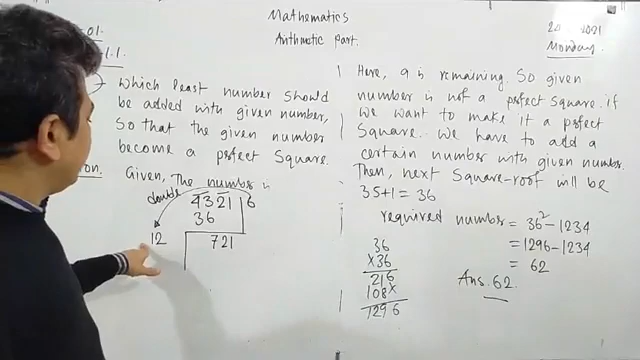 Mathematics
Arithmetic part.
Monday
Which least number should
be added with given number,
So that the given number
become a perfect Square.
Given, The number is
double
4321 6
36
12 721
Here, 9 is remaining. So given
number is not a perfect square. if
we want to make it a perfect
Square. We have to add a
certain number with given number.
Then, next Square-root will be
35+1 = 36
required number = 36² - 1234
= 1296 - 1234
= 62
Ans. 62.
36
×36
216
108×
1296